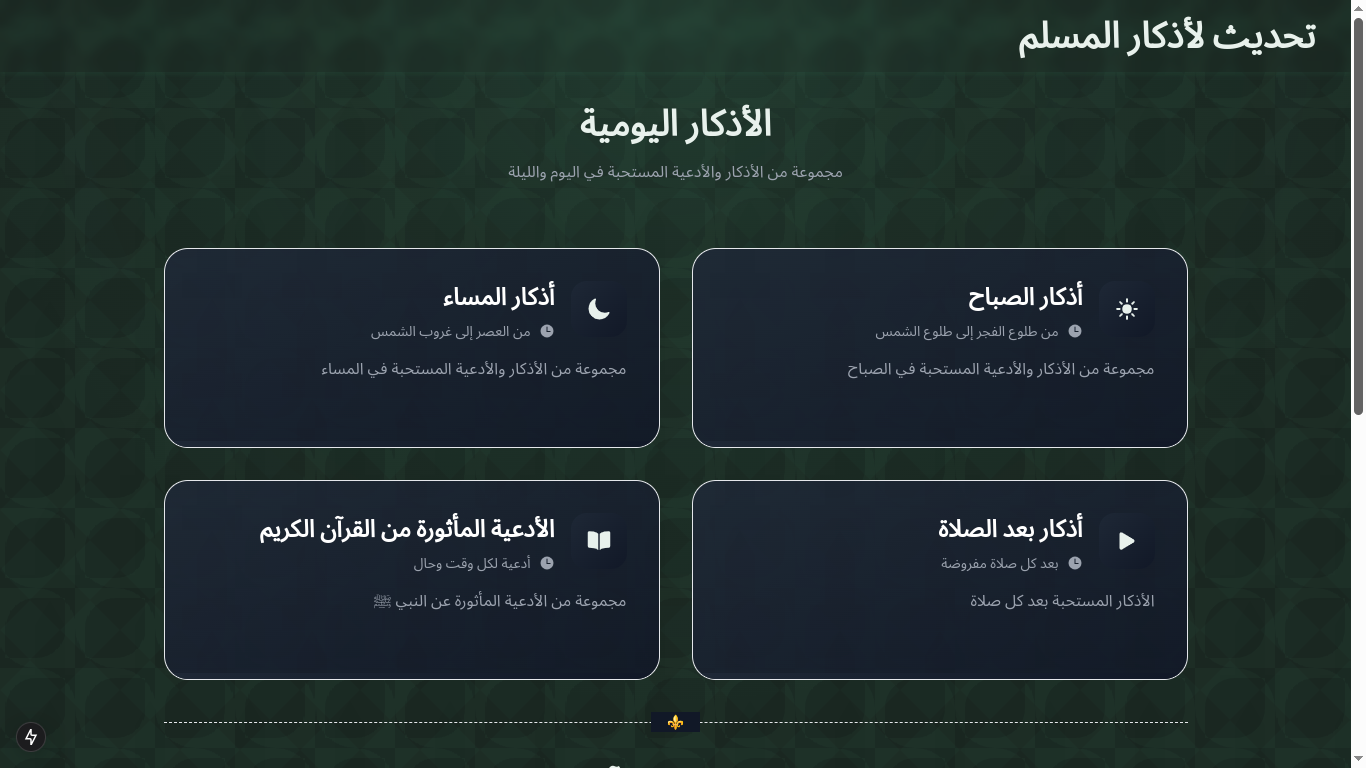 تحديث لأذكار المسلم
الأذكار اليومية
مجموعة من الأذكار والأدعية المستحبة في اليوم والليلة
أذكار الصباح
من طلوع الفجر إلى طلوع الشمس
مجموعة من الأذكار والأدعية المستحبة في الصباح
أذكار المساء
من العصر إلى غروب الشمس
مجموعة من الأذكار والأدعية المستحبة في المساء
أذكار بعد الصلاة
بعد كل صلاة مفروضة
الأذكار المستحبة بعد كل صلاة
الأدعية المأثورة من القرآن الكريم
أدعية لكل وقت وحال
مجموعة من الأدعية المأثورة عن النبي ﷺ